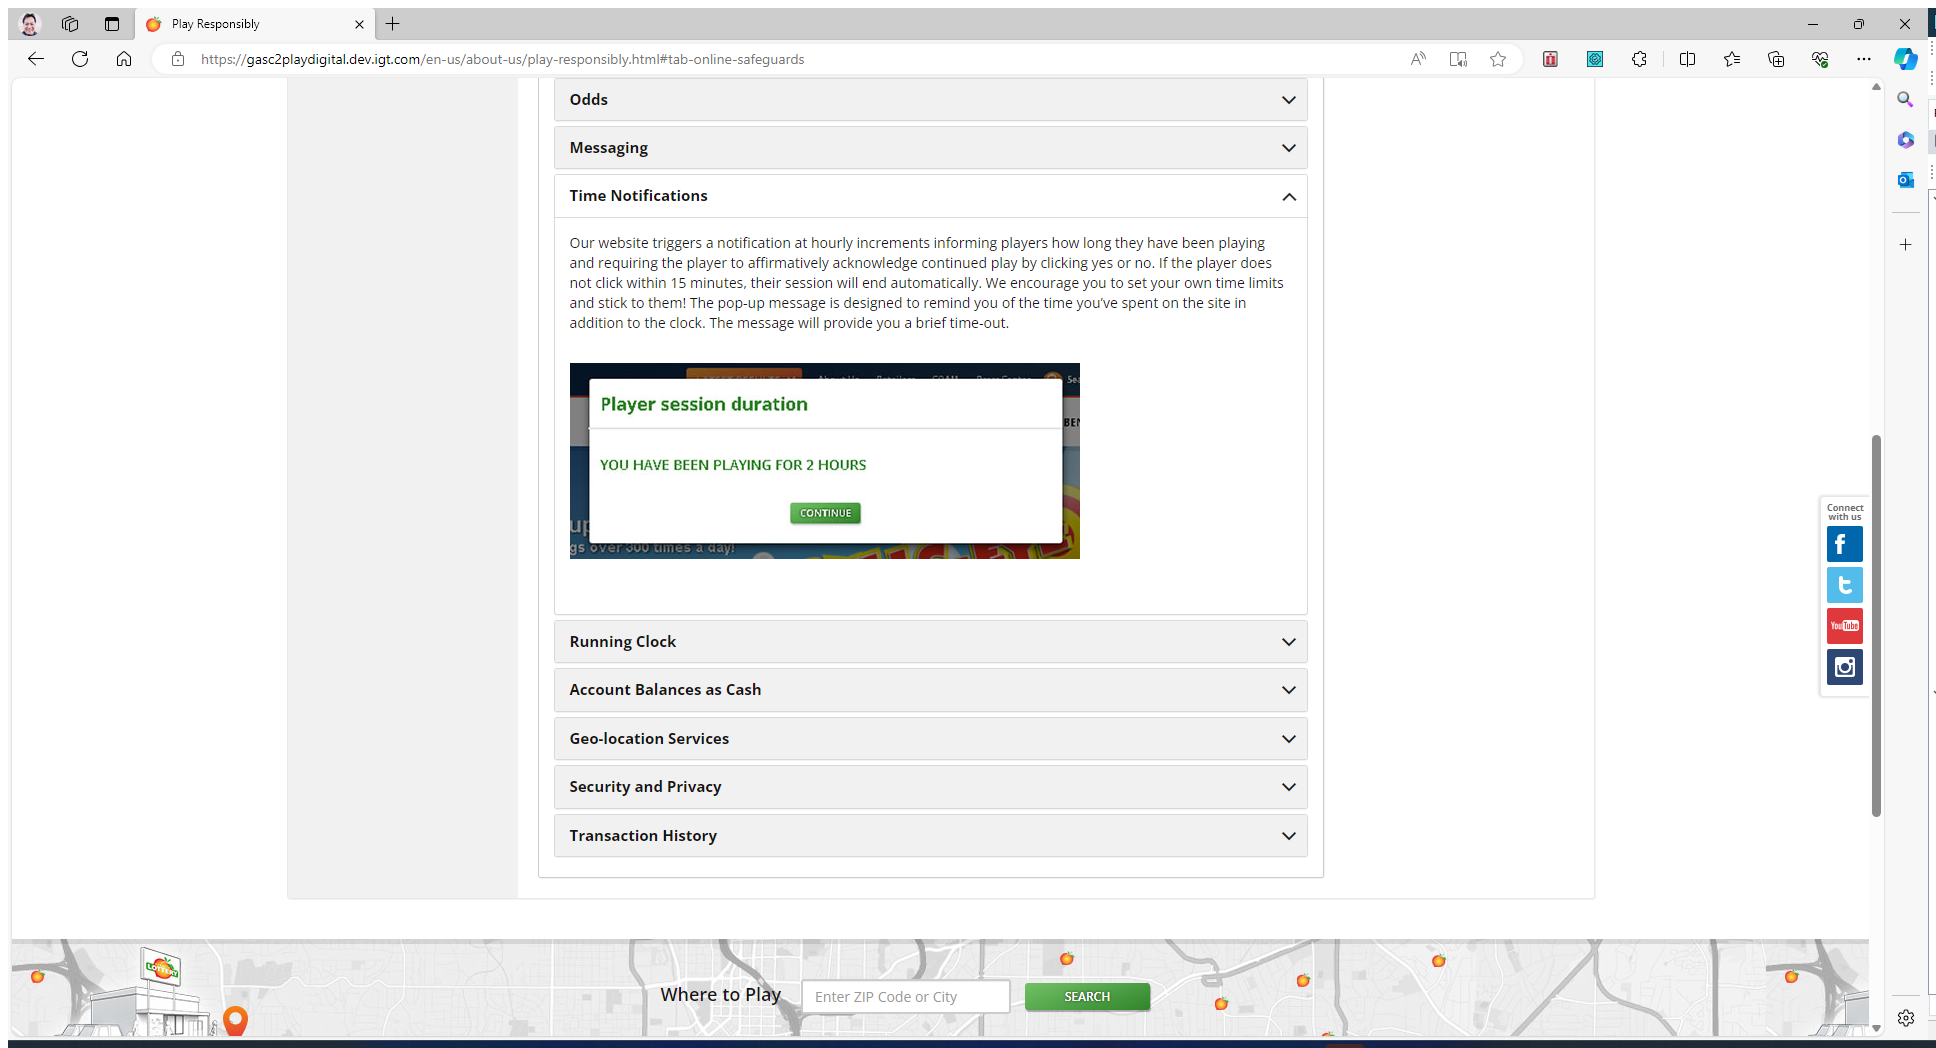 Play Responsibly
https://gasc2playdigital.dev.igt.com/en-us/about-us/play-responsibly.html#tab-online-safeguards
Odds
Messaging
Time Notifications
Our website triggers a notification at hourly increments informing players how long they have been playing
and requiring the player to affirmatively acknowledge continued play by clicking yes or no. If the player does
not click within 15 minutes, their session will end automatically. We encourage you to set your own time limits
and stick to them! The pop-up message is designed to remind you of the time you’ve spent on the site in
addition to the clock. The message will provide you a brief time-out.
Player session duration
YOU HAVE BEEN PLAYING FOR 2 HOURS
CONTINUE
gs over 300 times a day!
Running Clock
Account Balances as Cash
Geo-location Services
Security and Privacy
Transaction History
Connect
with us
f
t
YouTube
LOTTERY
Where to Play
Enter ZIP Code or City
SEARCH